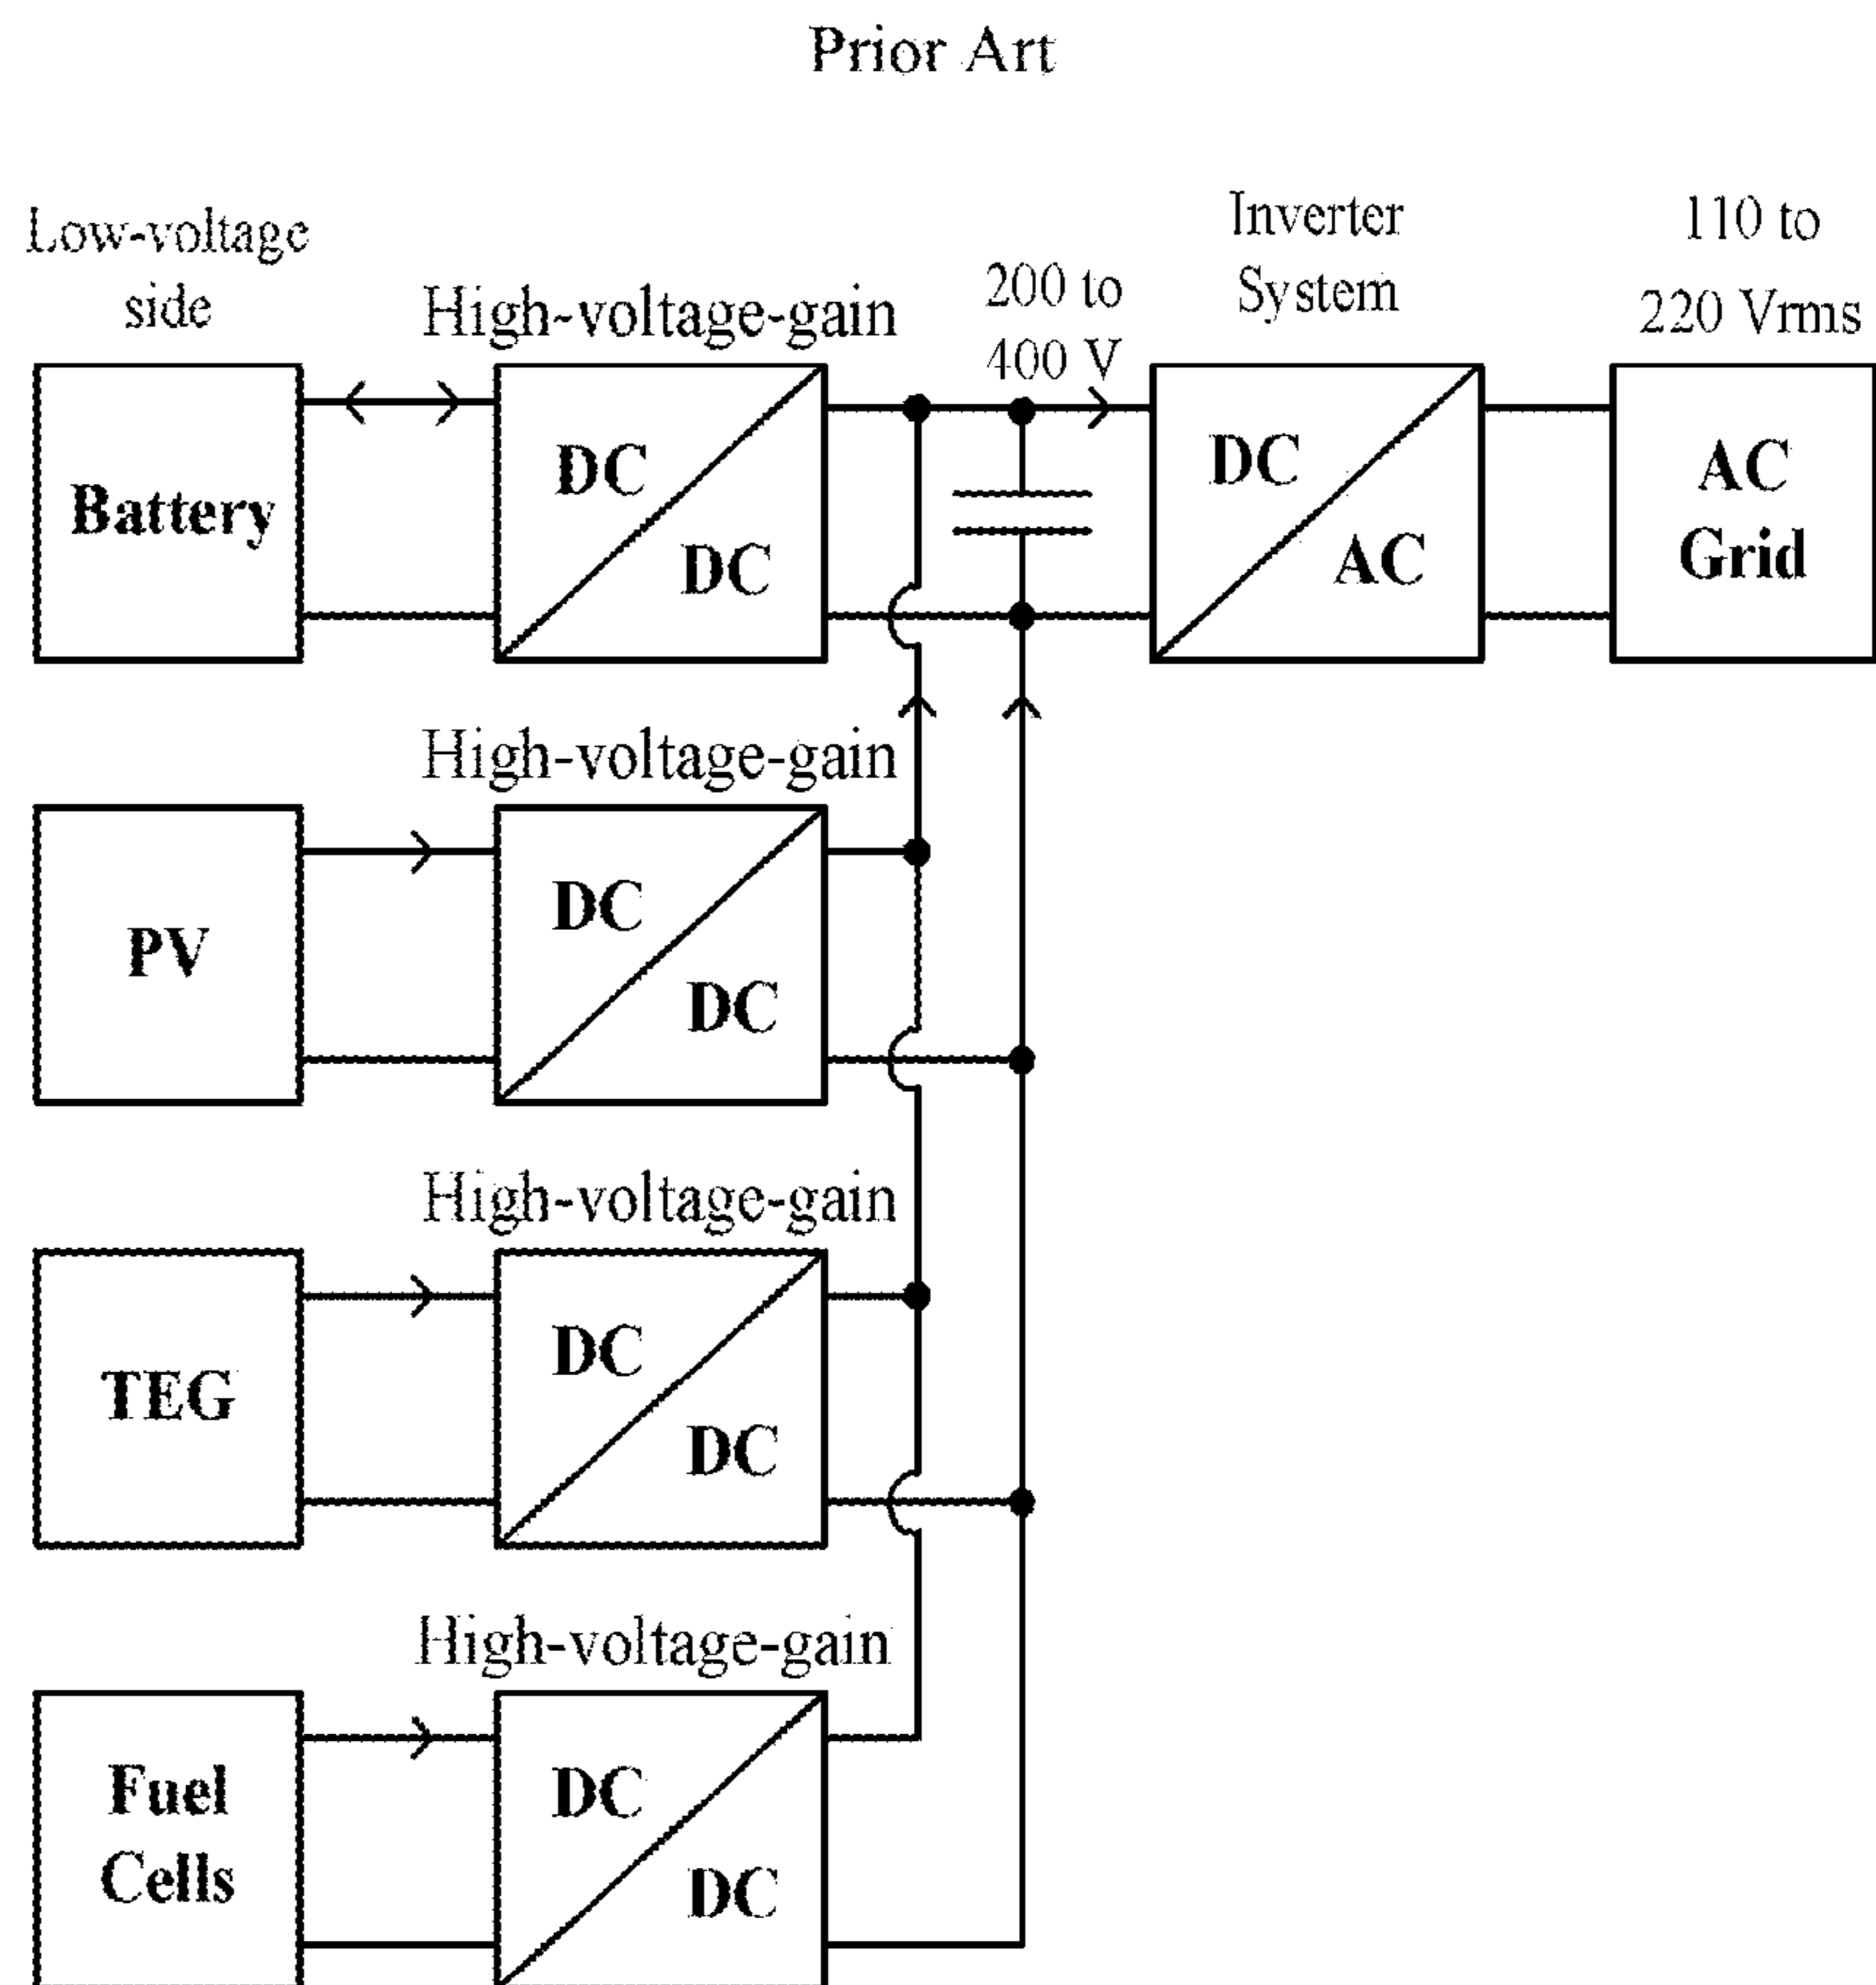 Prior Art
Low-voltage
side
High-voltage-gain
200 to
400 V
Inverter
System
110 to
220 Vrms
Battery
DC
DC
DC
AC
AC
Grid
High-voltage-gain
PV
DC
DC
High-voltage-gain
TEG
DC
DC
High-voltage-gain
Fuel
Cells
DC
DC